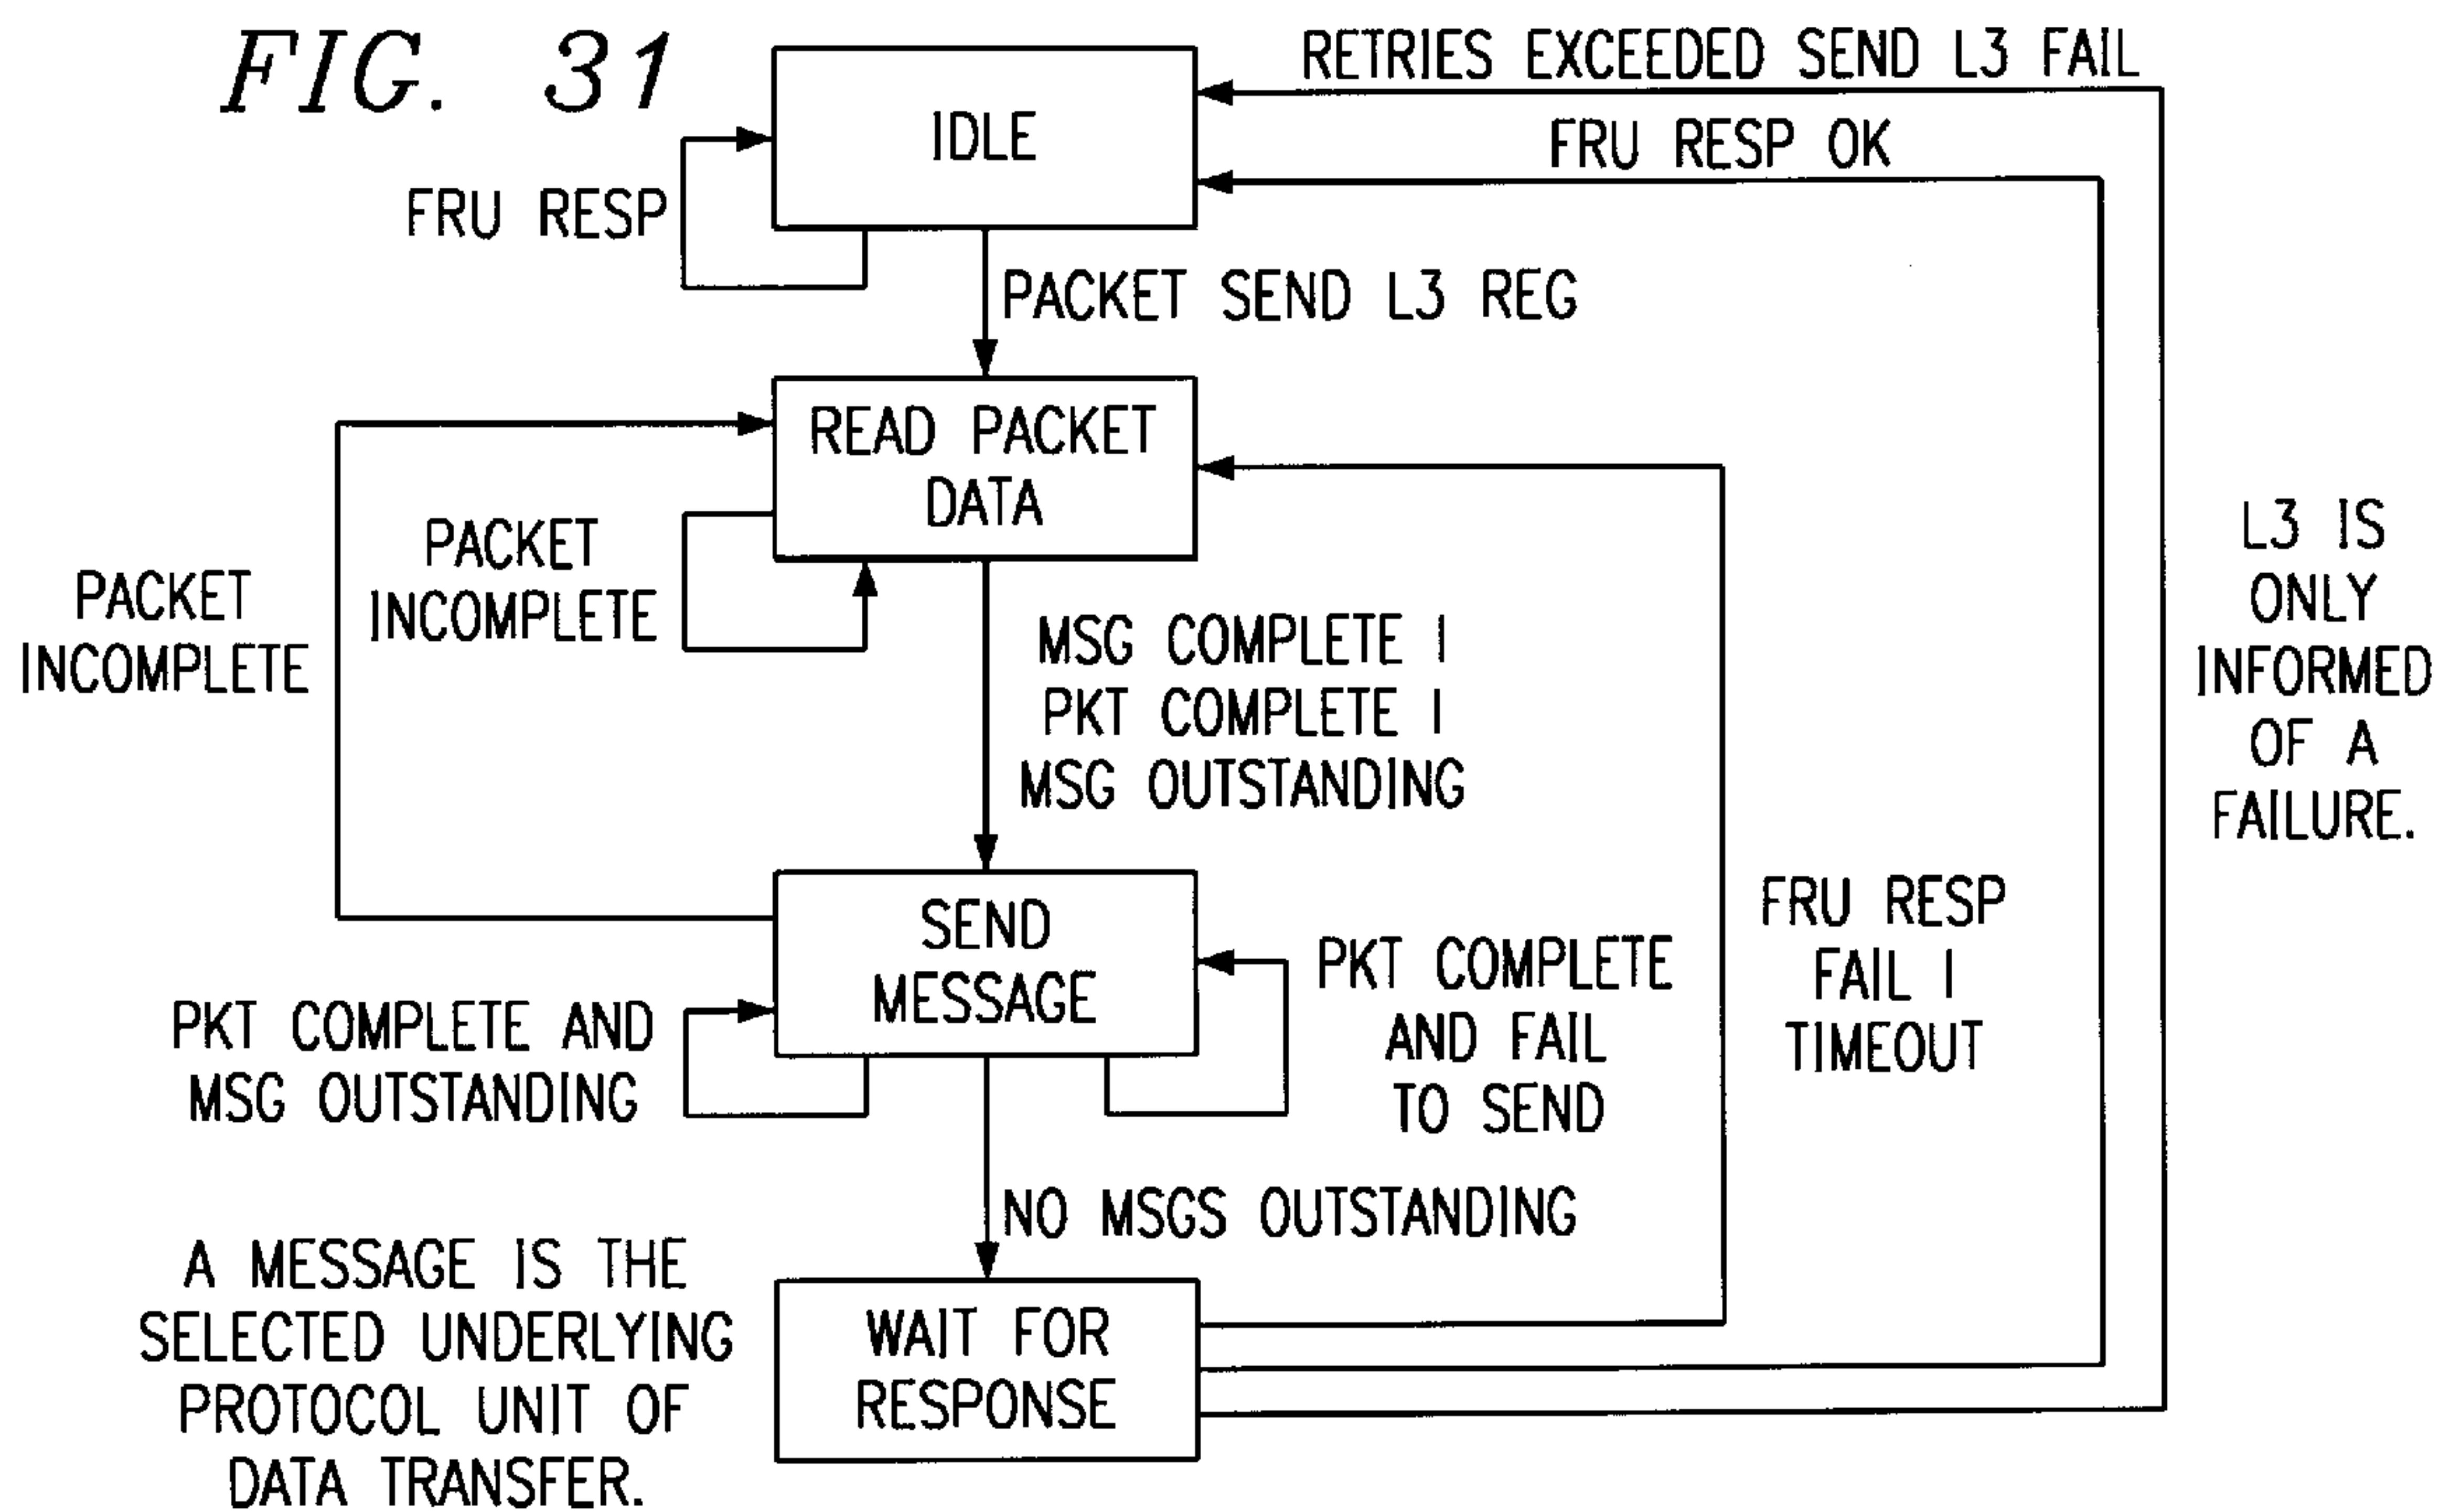 FIG. 31
RETRIES EXCEEDED SEND L3 FAIL
IDLE
FRU RESP OK
FRU RESP
PACKET SEND L3 REG
READ PACKET
DATA
PACKET
INCOMPLETE
PACKET
INCOMPLETE
MSG COMPLETE |
PKT COMPLETE |
MSG OUTSTANDING
L3 IS
ONLY
INFORMED
OF A
FAILURE.
SEND
MESSAGE
PKT COMPLETE
AND FAIL
TO SEND
FRU RESP
FAIL |
TIMEOUT
PKT COMPLETE AND
MSG OUTSTANDING
NO MSGS OUTSTANDING
A MESSAGE IS THE
SELECTED UNDERLYING
PROTOCOL UNIT OF
DATA TRANSFER.
WAIT FOR
RESPONSE